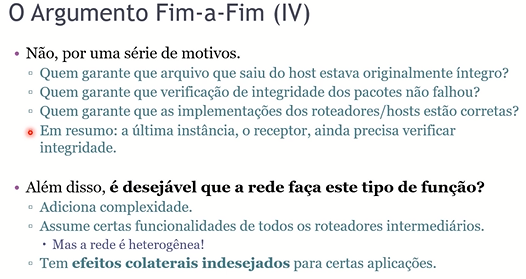 O Argumento Fim-a-Fim (IV)
Não, por uma série de motivos.
Quem garante que arquivo que saiu do host estava originalmente íntegro?
Quem garante que verificação de integridade dos pacotes não falhou?
Quem garante que as implementações dos roteadores/hosts estão corretas?
Em resumo: a última instância, o receptor, ainda precisa verificar
integridade.
Além disso, é desejável que a rede faça este tipo de função?
Adiciona complexidade.
Assume certas funcionalidades de todos os roteadores intermediários.
Mas a rede é heterogênea!
Tem efeitos colaterais indesejados para certas aplicações.